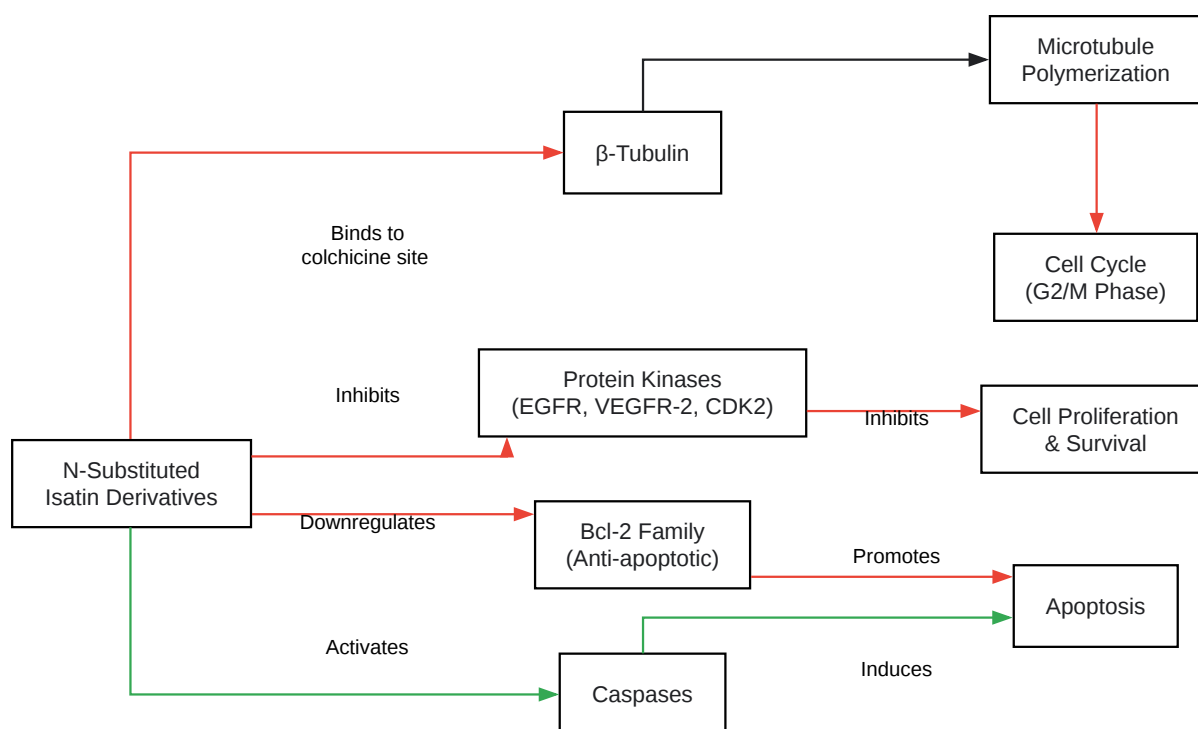 Microtubule
Polymerization
β-Tubulin
Binds to
colchicine site
Cell Cycle
(G2/M Phase)
Protein Kinases
(EGFR, VEGFR-2, CDK2)
Inhibits
Inhibits
Cell Proliferation
& Survival
N-Substituted
Isatin Derivatives
Downregulates
Bcl-2 Family
(Anti-apoptotic)
Promotes
Apoptosis
Activates
Caspases
Induces